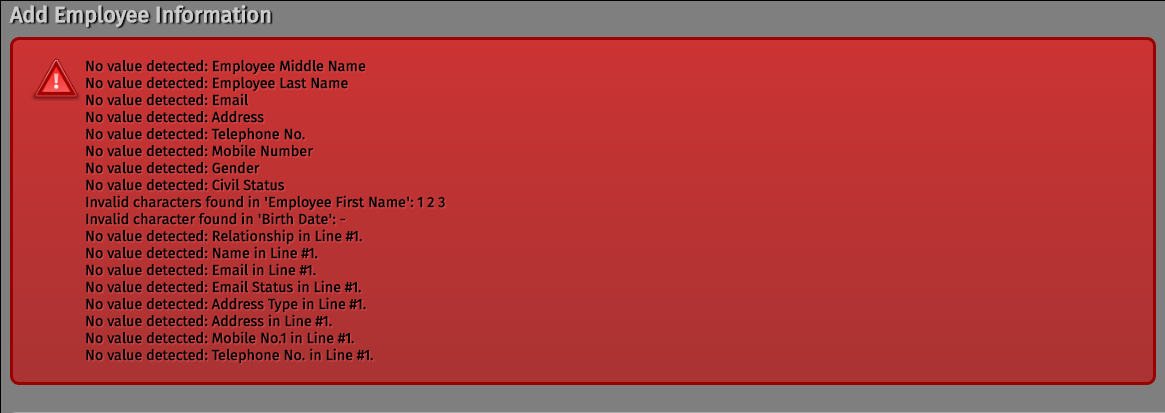 Add Employee Information
No value detected: Employee Middle Name
No value detected: Employee Last Name
No value detected: Email
No value detected: Address
No value detected: Telephone No.
No value detected: Mobile Number
No value detected: Gender
No value detected: Civil Status
Invalid characters found in 'Employee First Name': 1 2 3
Invalid character found in 'Birth Date': -
No value detected: Relationship in Line #1.
No value detected: Name in Line #1.
No value detected: Email in Line #1.
No value detected: Email Status in Line #1.
No value detected: Address Type in Line #1.
No value detected: Address in Line #1.
No value detected: Mobile No.1 in Line #1.
No value detected: Telephone No. in Line #1.